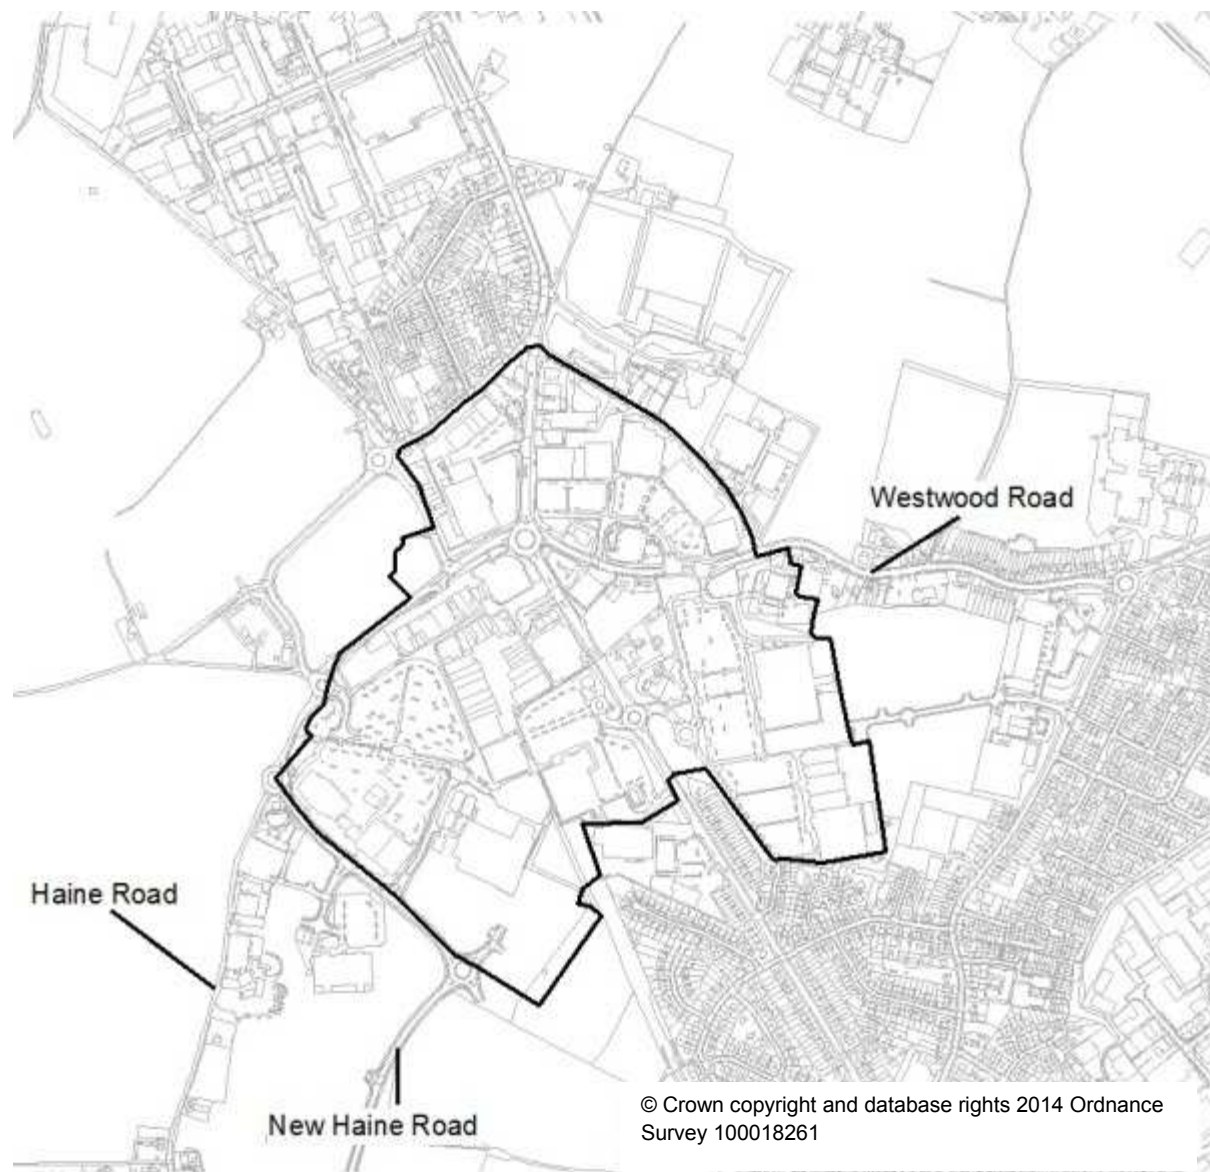 Westwood Road
Haine Road
New Haine Road
© Crown copyright and database rights 2014 Ordnance
Survey 100018261